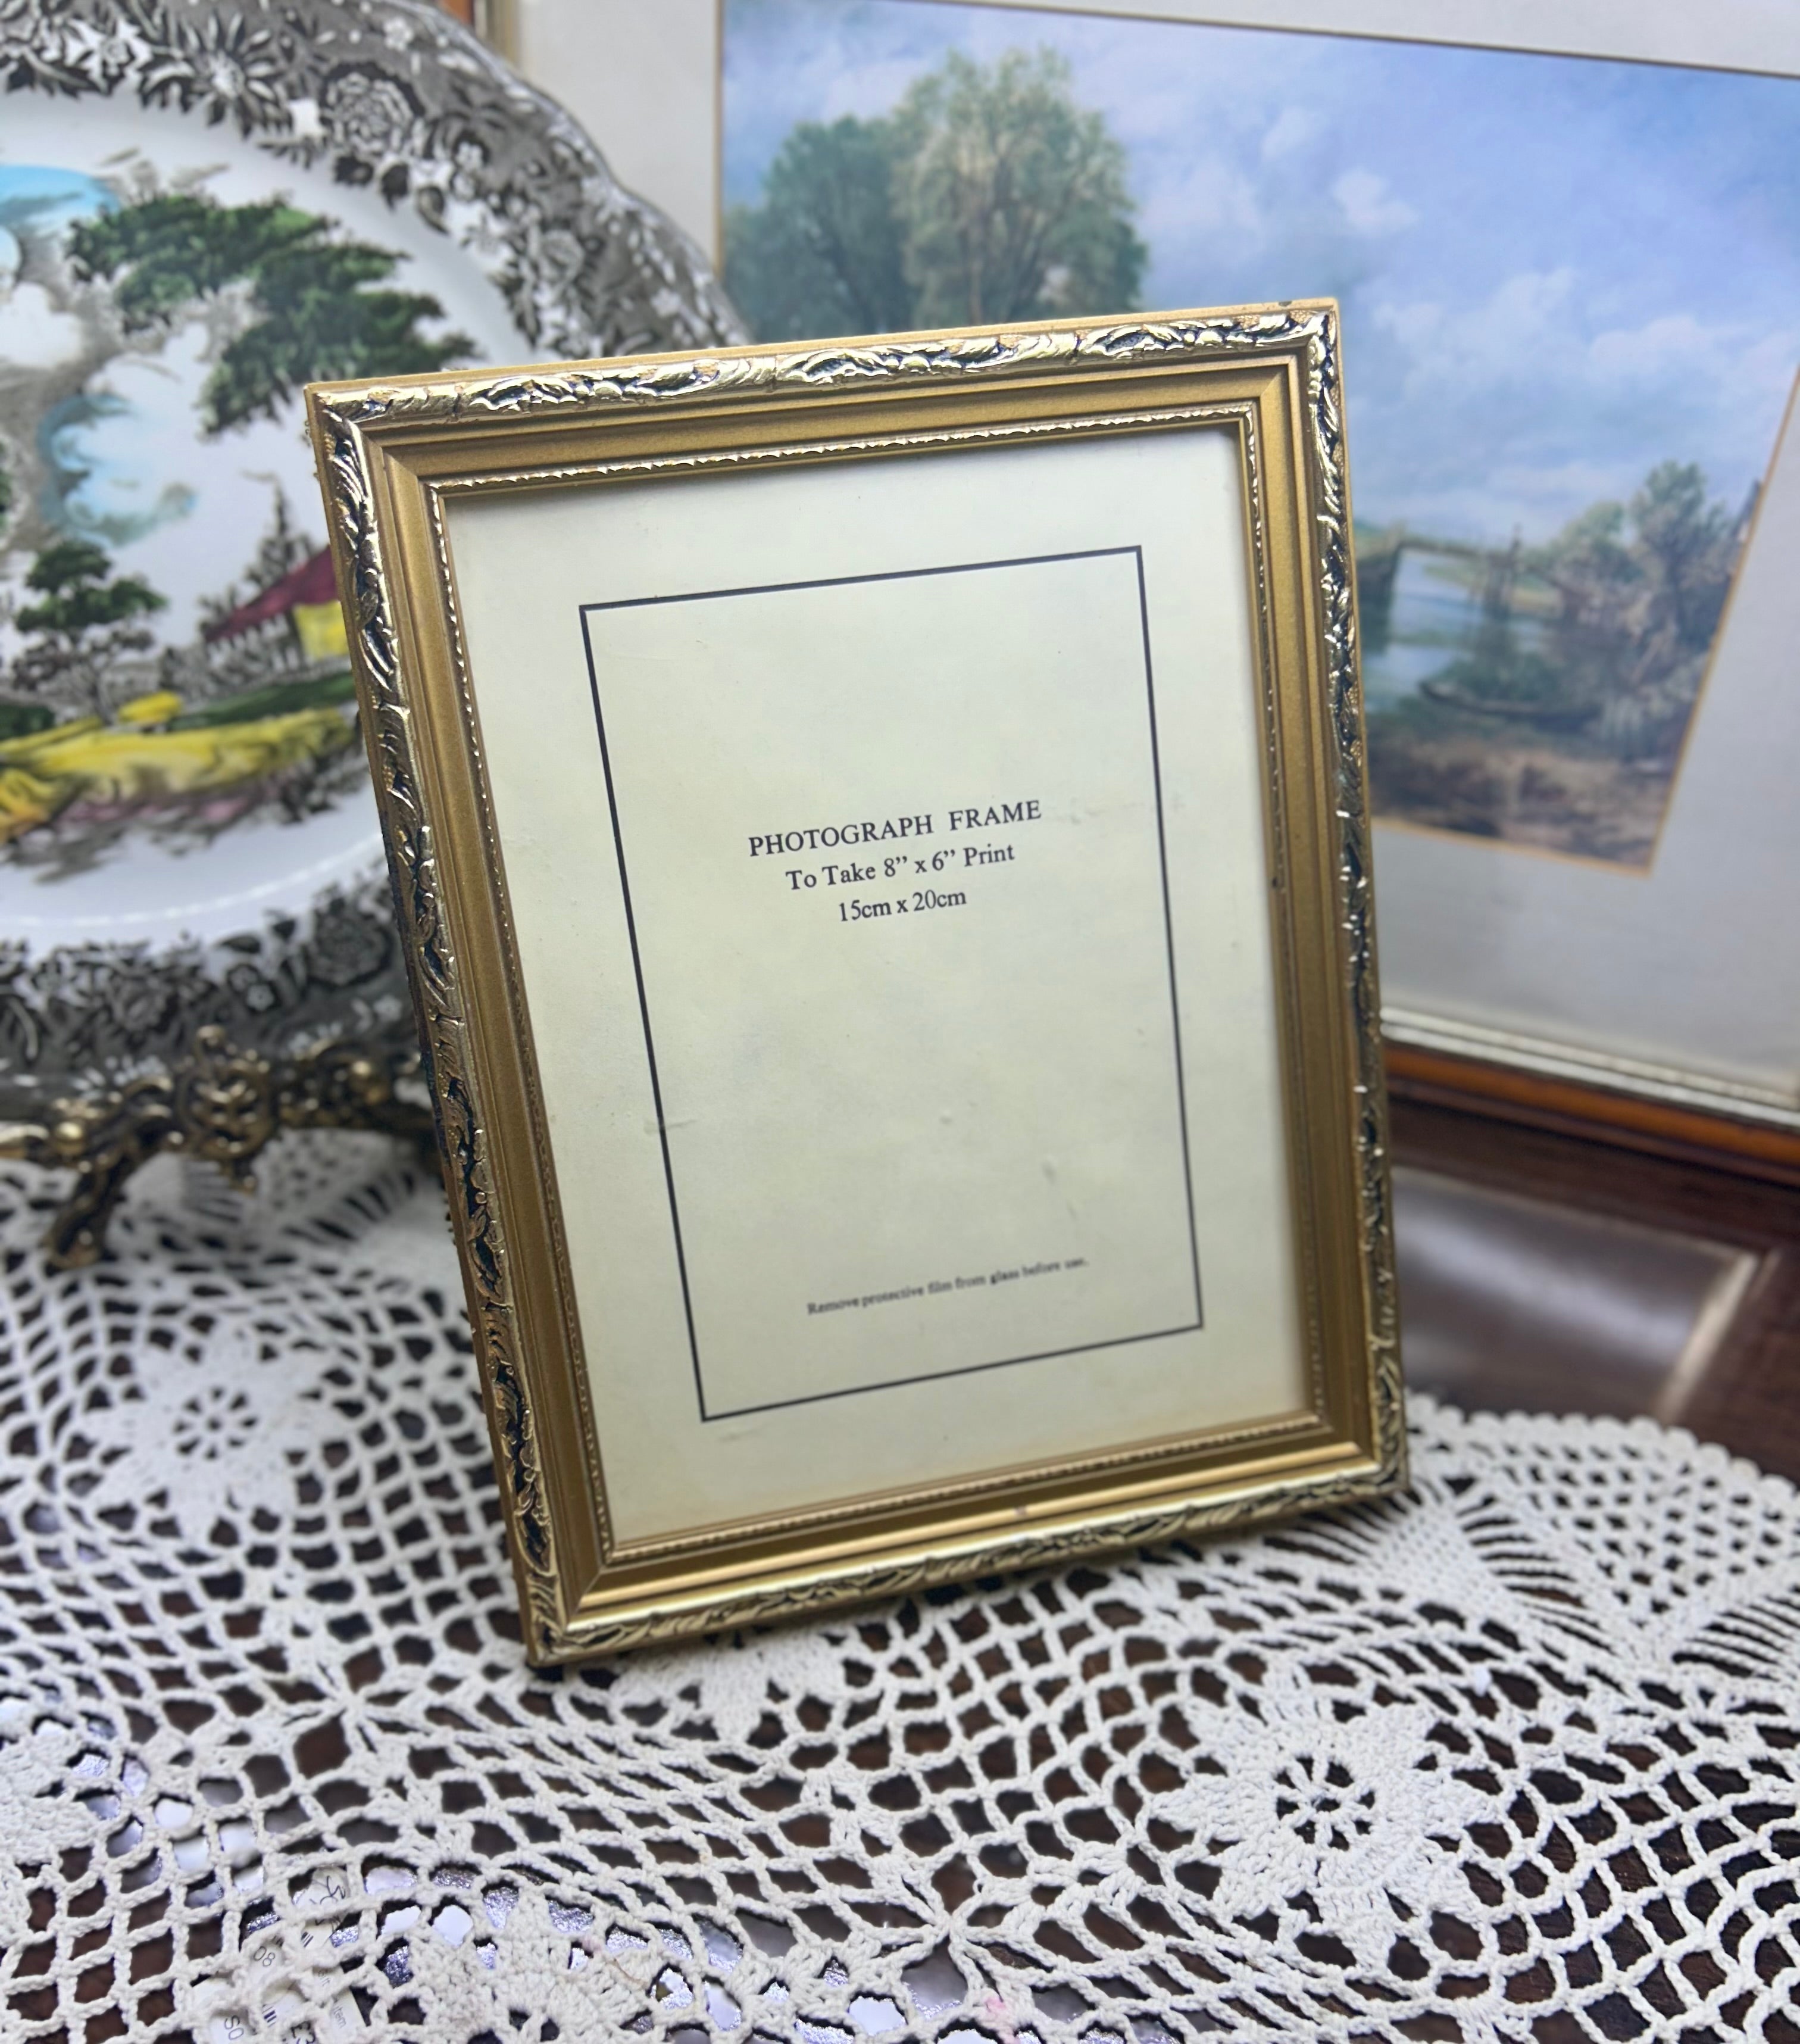 PHOTOGRAPH FRAME
To Take 8” x 6” Print
15cm x 20cm
Remove protective film from glass before use.